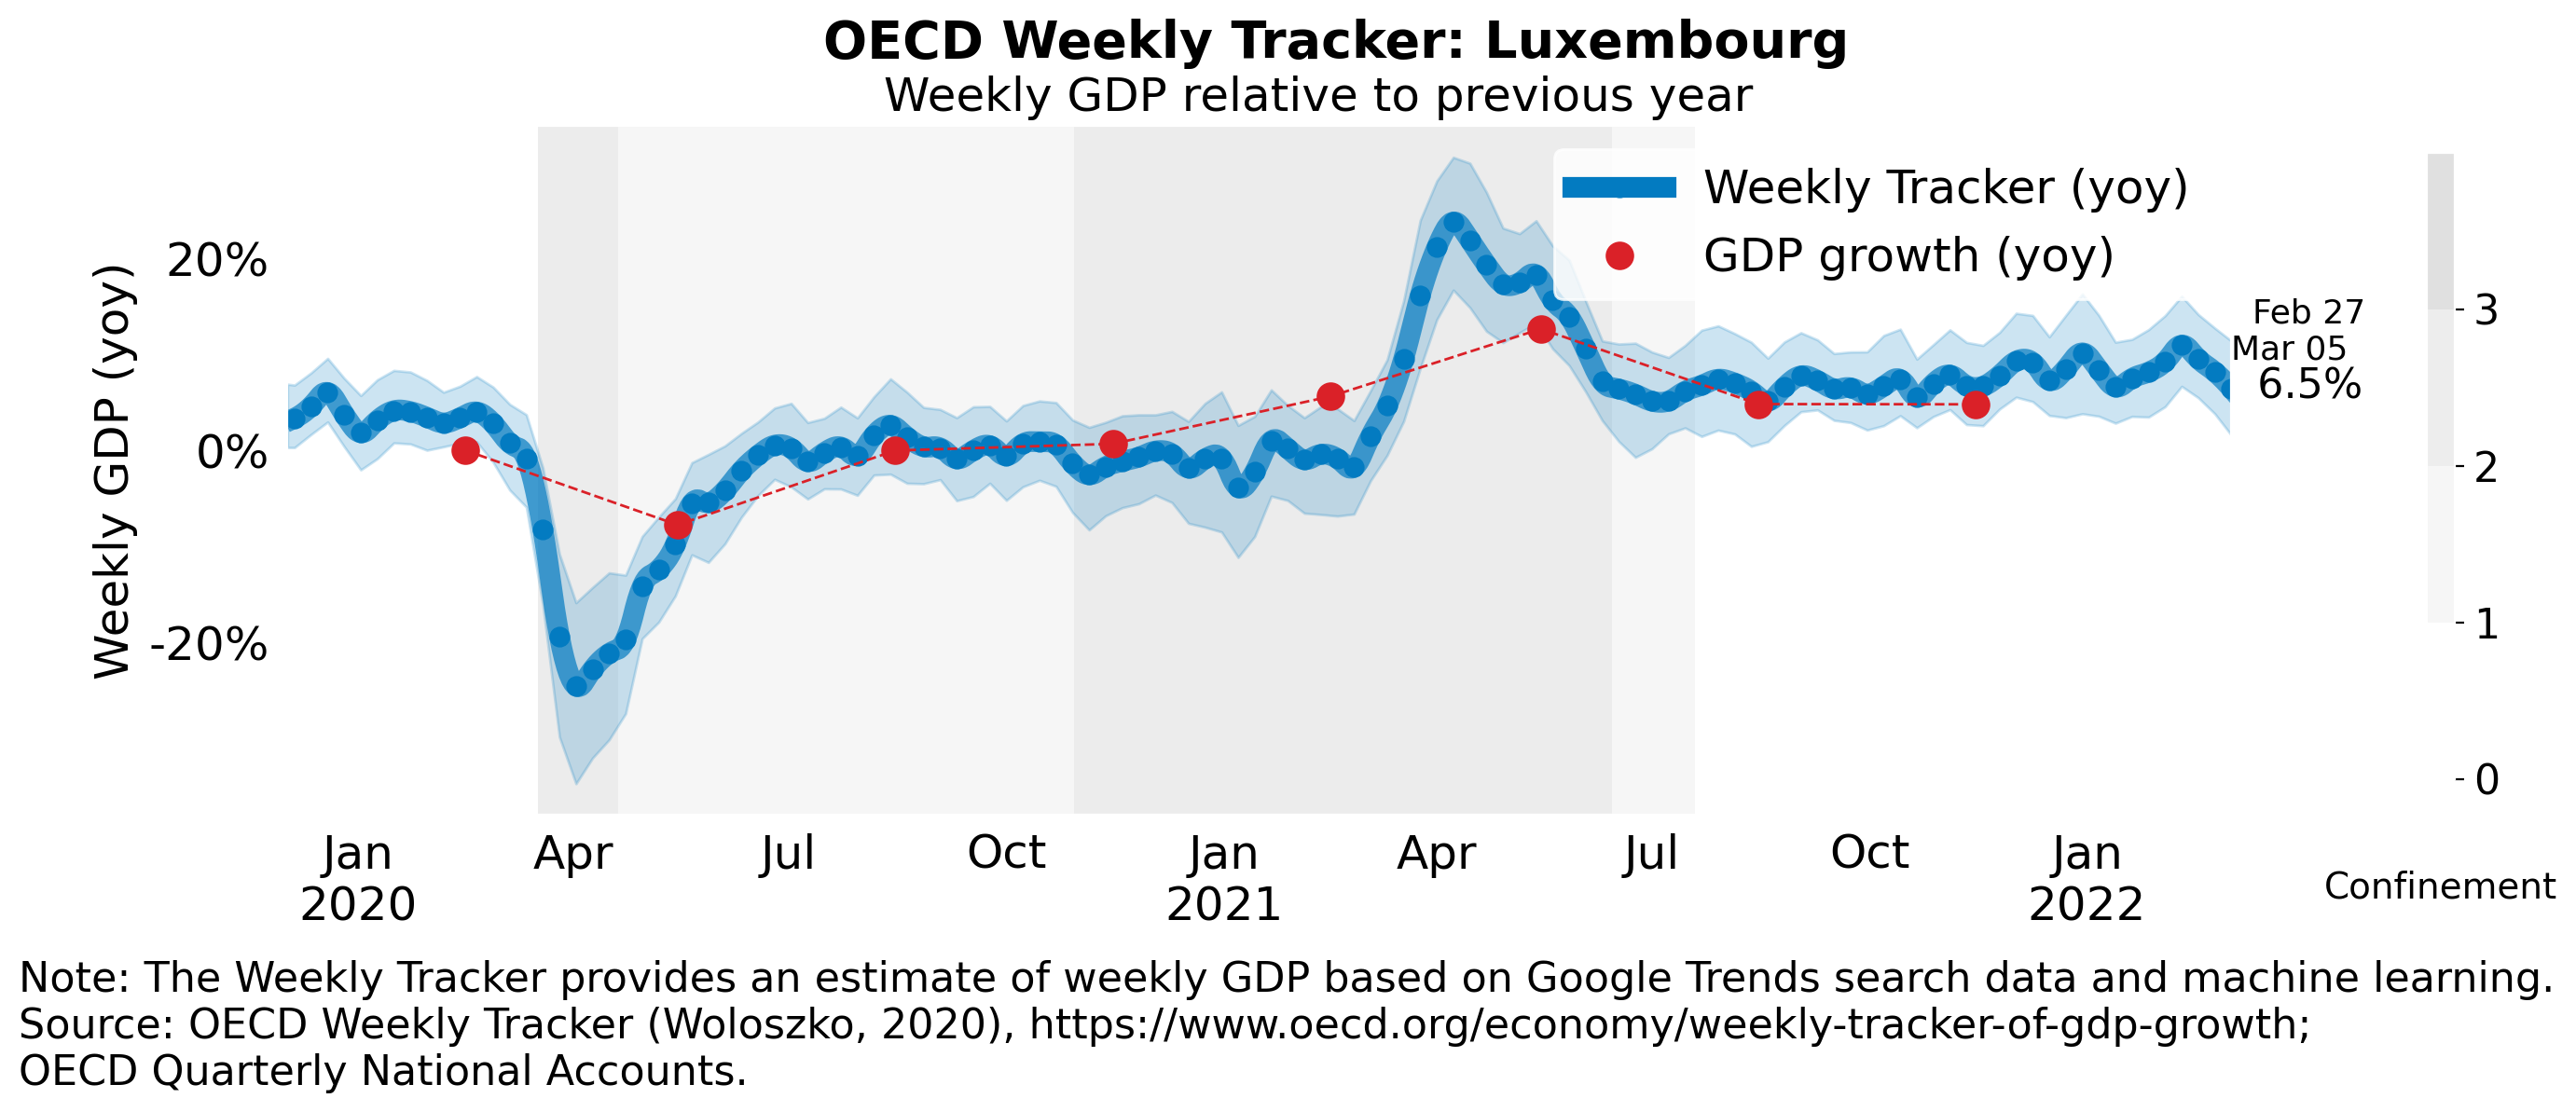 OECD Weekly Tracker: Luxembourg
Weekly GDP relative to previous year
Weekly GDP (yoy)
20%
0%
-20%
Weekly Tracker (yoy)
GDP growth (yoy)
Feb 27
Mar 05
6.5%
3
2
1
0
Confinement
Jan
2020
Apr
Jul
Oct
Jan
2021
Apr
Jul
Oct
Jan
2022
Note: The Weekly Tracker provides an estimate of weekly GDP based on Google Trends search data and machine learning.
Source: OECD Weekly Tracker (Woloszko, 2020), https://www.oecd.org/economy/weekly-tracker-of-gdp-growth;
OECD Quarterly National Accounts.